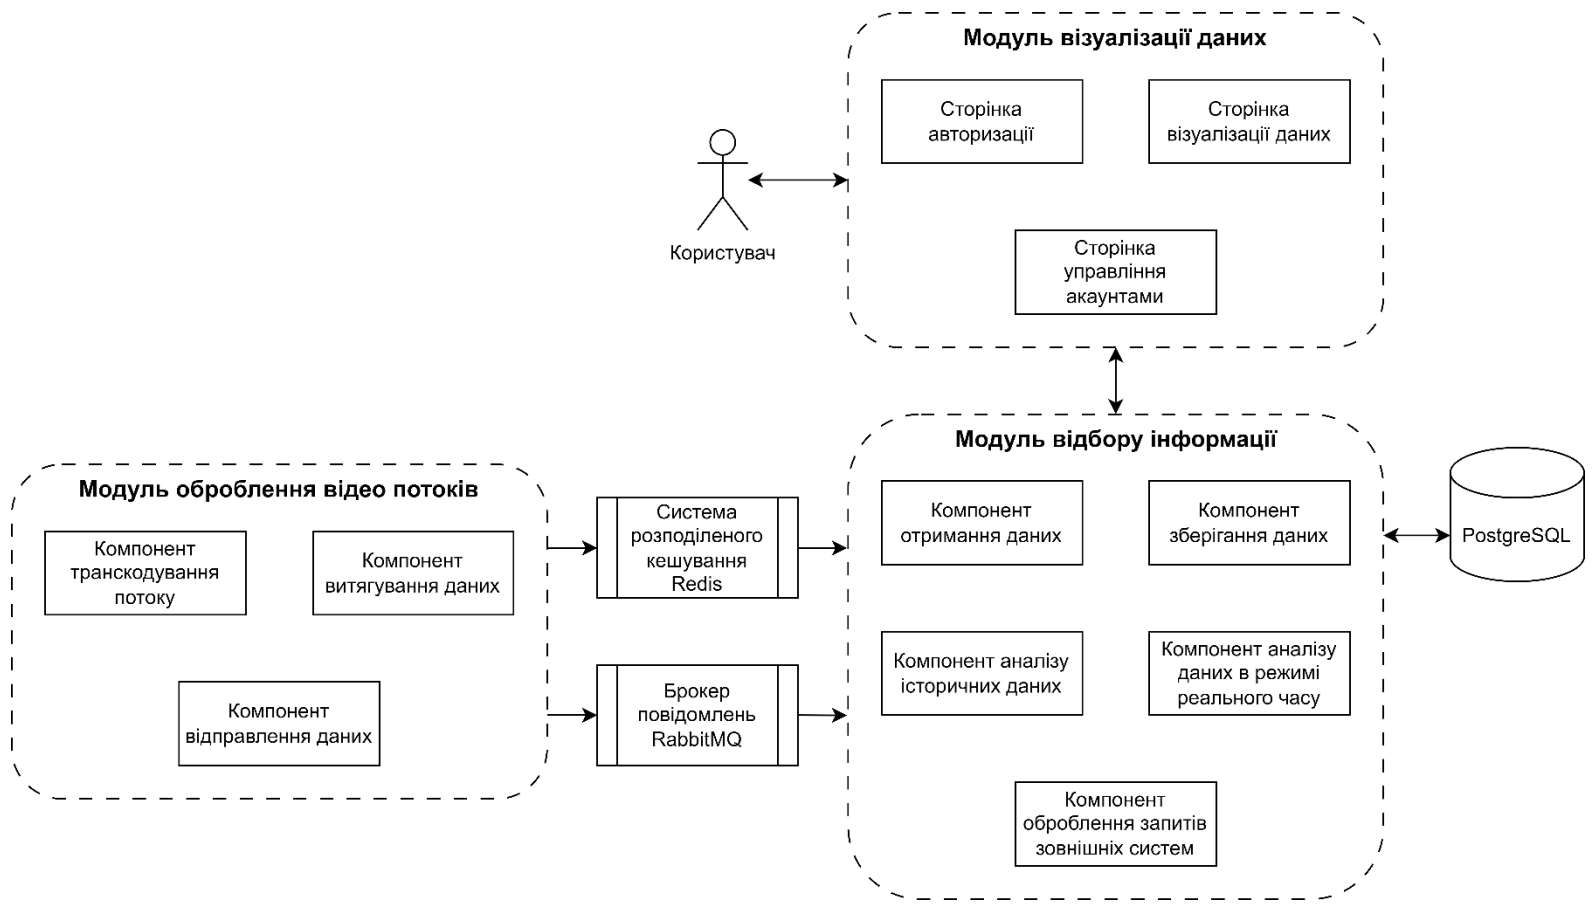 Модуль візуалізації даних
Сторінка
авторизації
Сторінка
візуалізації даних
Користувач
Сторінка
управління
акаунтами
Модуль оброблення відео потоків
Компонент
транскодування
потоку
Компонент
витягування даних
Компонент
відправлення даних
Система
розподіленого
кешування
Redis
Брокер
повідомлень
RabbitMQ
Модуль відбору інформації
Компонент
отримання даних
Компонент
зберігання даних
Компонент аналізу
історичних даних
Компонент аналізу
даних в режимі
реального часу
Компонент
оброблення запитів
зовнішніх систем
PostgreSQL